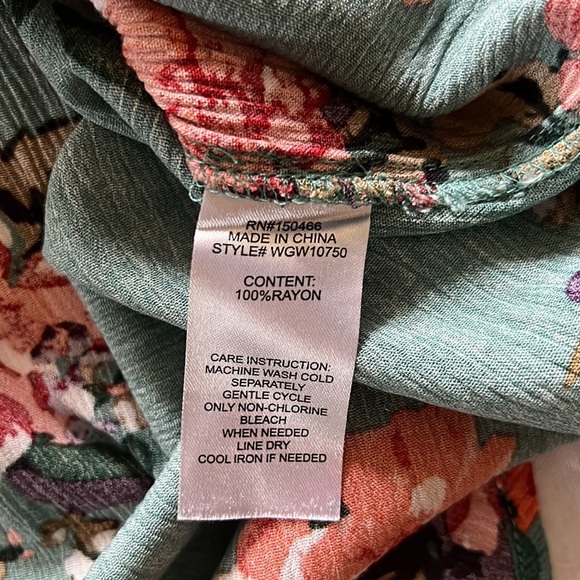 RN#150466
MADE IN CHINA
STYLE# WGW10750
CONTENT:
100%RAYON
CARE INSTRUCTION:
MACHINE WASH COLD
SEPARATELY
GENTLE CYCLE
ONLY NON-CHLORINE
BLEACH
WHEN NEEDED
LINE DRY
COOL IRON IF NEEDED